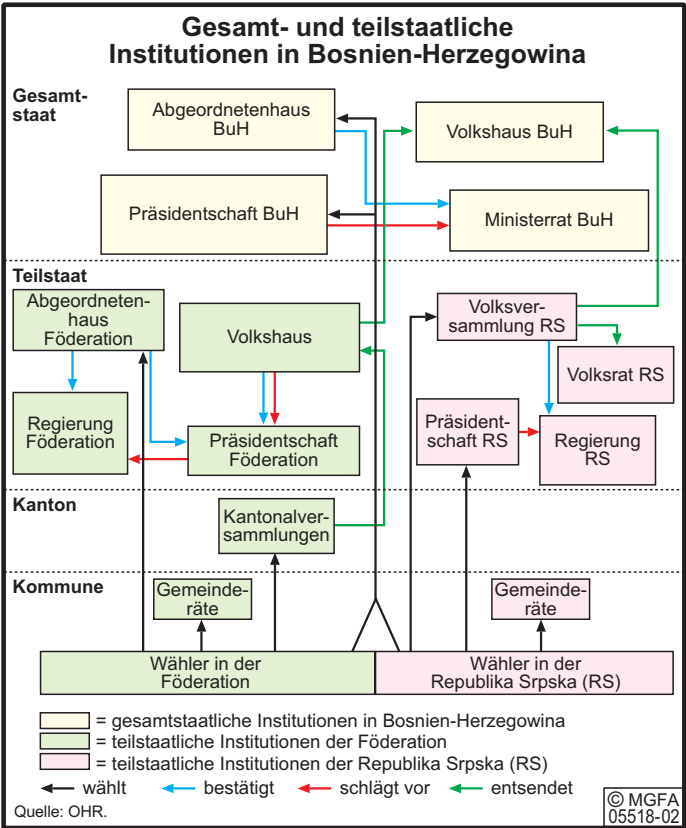 Gesamt- und teilstaatliche
Institutionen in Bosnien-Herzegowina
Gesamt-
staat
Abgeordnetenhaus
BuH
Volkshaus BuH
Präsidentschaft BuH
Ministerrat BuH
Teilstaat
Abgeordneten-
haus
Föderation
Volkshaus
Volksver-
sammlung RS
Volksrat RS
Regierung
Föderation
Präsidentschaft
Föderation
Präsident-
schaft RS
Regierung
RS
Kanton
Kantonalver-
sammlungen
Kommune
Gemeinde-
räte
Gemeinde-
räte
Wähler in der
Föderation
Wähler in der
Republika Srpska (RS)
= gesamtstaatliche Institutionen in Bosnien-Herzegowina
= teilstaatliche Institutionen der Föderation
= teilstaatliche Institutionen der Republika Srpska (RS)
wählt bestätigt schlägt vor entsendet
Quelle: OHR.
© MGFA
05518-02